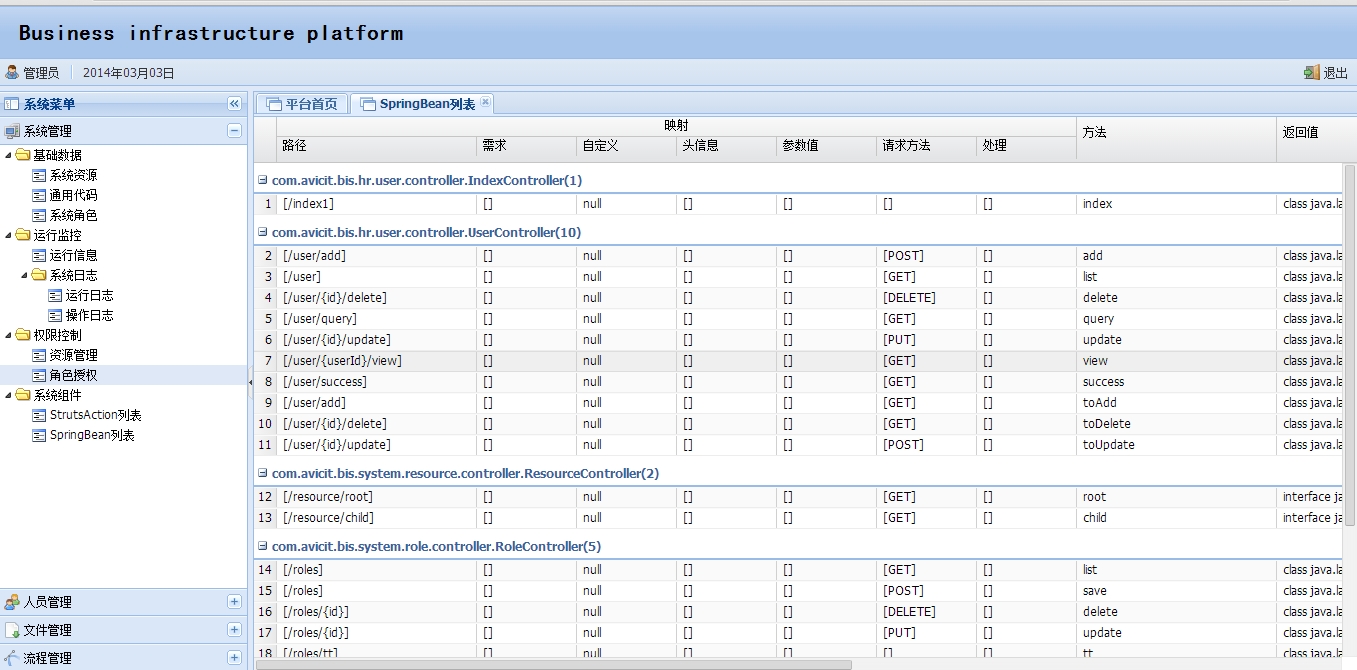 Business infrastructure platform
管理员 2014年03月03日 退出
系统菜单
系统管理
基础数据
系统资源
通用代码
系统角色
运行监控
运行信息
系统日志
运行日志
操作日志
权限控制
资源管理
角色授权
系统组件
StrutsAction列表
SpringBean列表
人员管理
文件管理
流程管理
平台首页 SpringBean列表
映射 方法 返回值
路径 需求 自定义 头信息 参数值 请求方法 处理
com.avicit.bis.hr.user.controller.IndexController(1)
1 [/index1] [] null [] [] [] [] index class java.la
com.avicit.bis.hr.user.controller.UserController(10)
2 [/user/add] [] null [] [] [POST] [] add class java.la
3 [/user] [] null [] [] [GET] [] list class java.la
4 [/user/{id}/delete] [] null [] [] [DELETE] [] delete class java.la
5 [/user/query] [] null [] [] [GET] [] query class java.la
6 [/user/{id}/update] [] null [] [] [PUT] [] update class java.la
7 [/user/{userId}/view] [] null [] [] [GET] [] view class java.la
8 [/user/success] [] null [] [] [GET] [] success class java.la
9 [/user/add] [] null [] [] [GET] [] toAdd class java.la
10 [/user/{id}/delete] [] null [] [] [GET] [] toDelete class java.la
11 [/user/{id}/update] [] null [] [] [POST] [] toUpdate class java.la
com.avicit.bis.system.resource.controller.ResourceController(2)
12 [/resource/root] [] null [] [] [GET] [] root interface ja
13 [/resource/child] [] null [] [] [GET] [] child interface ja
com.avicit.bis.system.role.controller.RoleController(5)
14 [/roles] [] null [] [] [GET] [] list class java.la
15 [/roles] [] null [] [] [POST] [] save class java.la
16 [/roles/{id}] [] null [] [] [DELETE] [] delete class java.la
17 [/roles/{id}] [] null [] [] [PUT] [] update class java.la
18 [/roles/tt] [] null [] [] [] [] tt class java.la